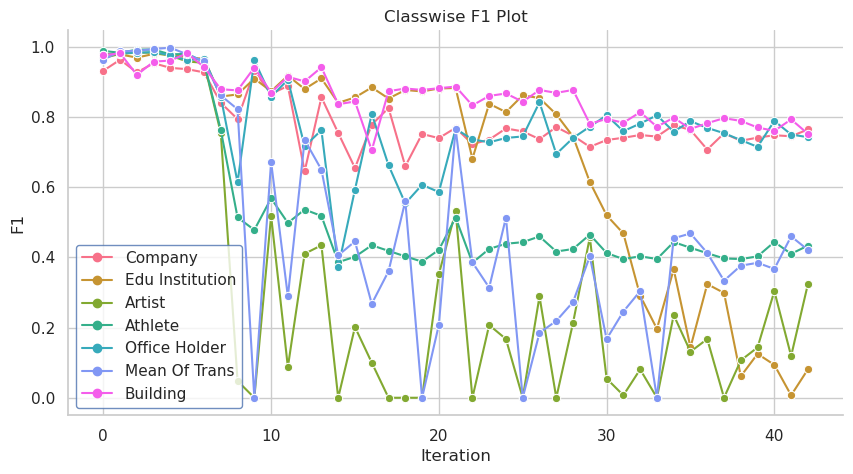 Classwise F1 Plot
1.0
0.8
0.6
0.4
0.2
0.0
F1
Company
Edu Institution
Artist
Athlete
Office Holder
Mean Of Trans
Building
0 10 20 30 40
Iteration